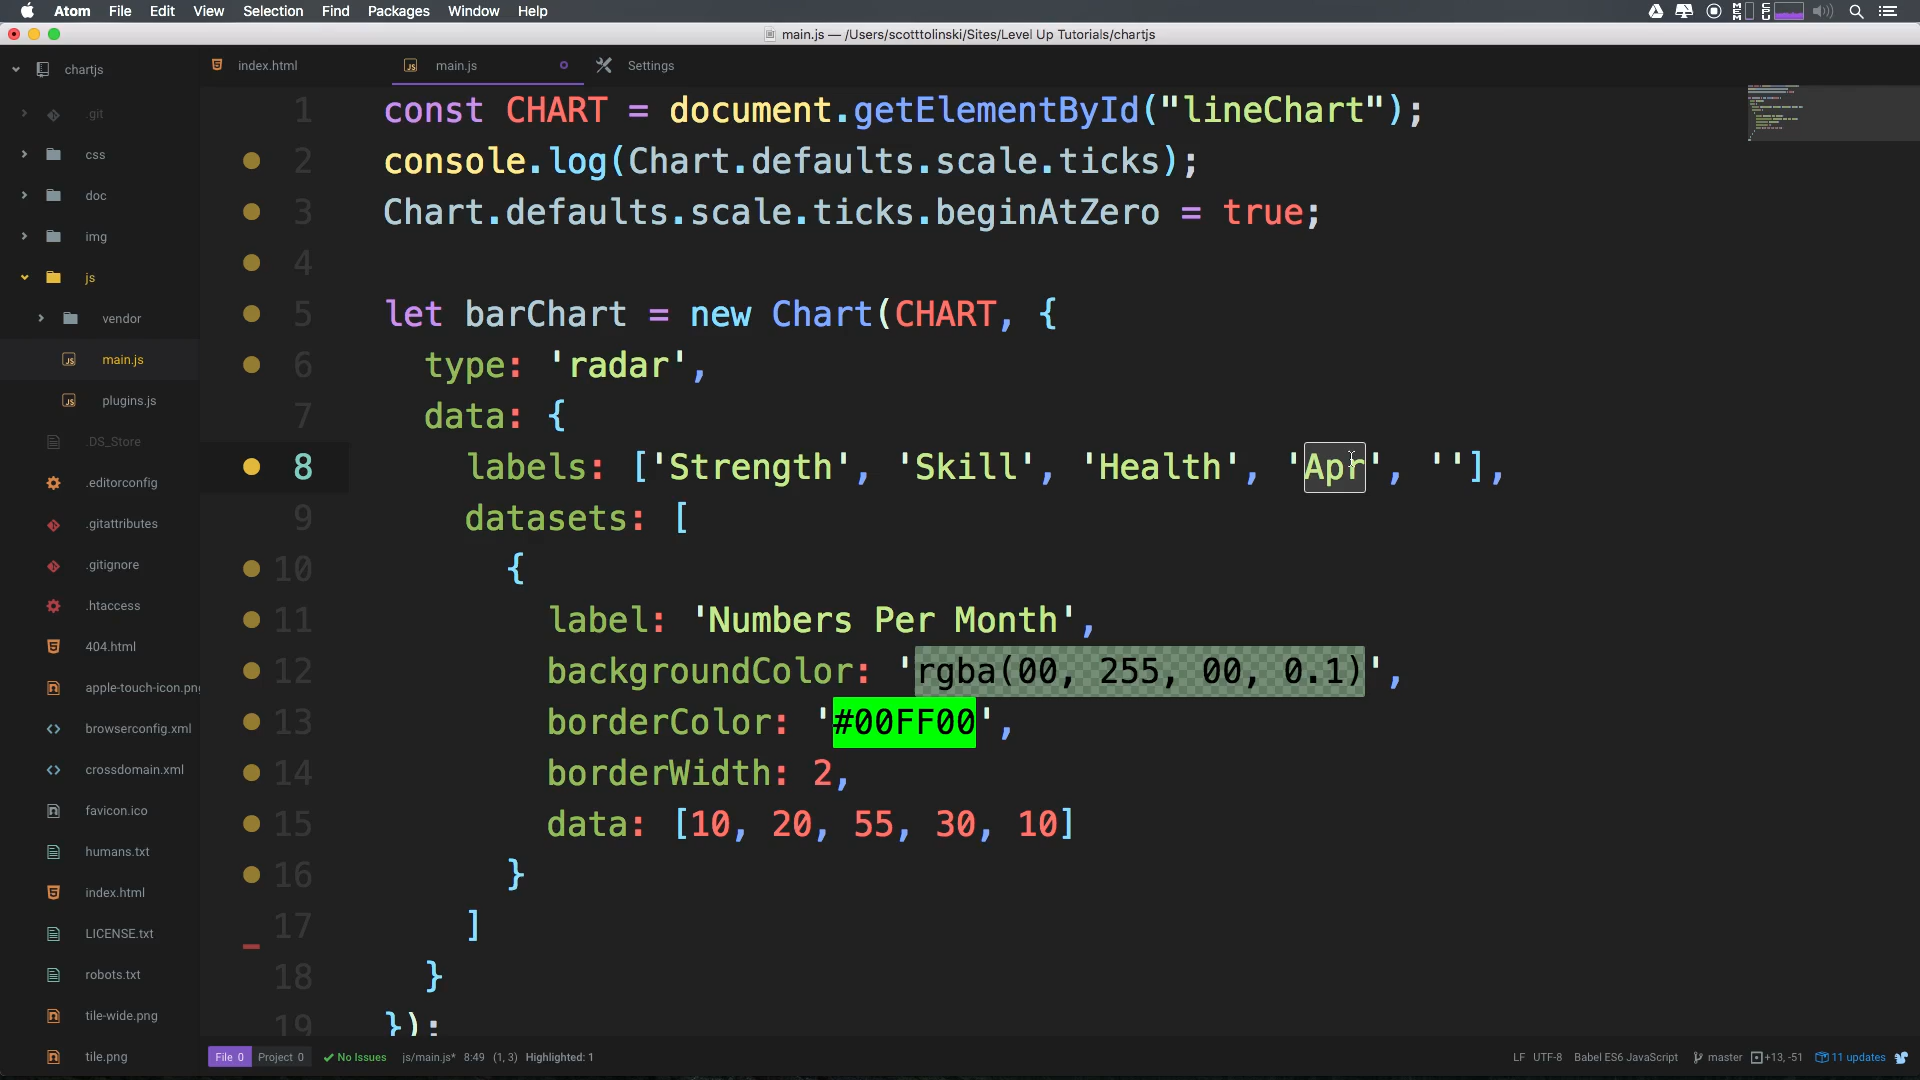 Atom File Edit View Selection Find Packages Window Help
main.js — /Users/scotttolinski/Sites/Level Up Tutorials/chartjs
chartjs
.git
css
doc
img
js
vendor
main.js
plugins.js
.DS_Store
.editorconfig
.gitattributes
.gitignore
.htaccess
404.html
apple-touch-icon.png
browserconfig.xml
crossdomain.xml
favicon.ico
humans.txt
index.html
LICENSE.txt
robots.txt
tile-wide.png
tile.png
index.html main.js Settings
1 const CHART = document.getElementById("lineChart");
2 console.log(Chart.defaults.scale.ticks);
3 Chart.defaults.scale.ticks.beginAtZero = true;
4
5 let barChart = new Chart(CHART, {
6 type: 'radar',
7 data: {
8 labels: ['Strength', 'Skill', 'Health', 'Apr', ''],
9 datasets: [
10 {
11 label: 'Numbers Per Month',
12 backgroundColor: 'rgba(00, 255, 00, 0.1)',
13 borderColor: '#00FF00',
14 borderWidth: 2,
15 data: [10, 20, 55, 30, 10]
16 }
17 ]
18 }
19 });
File 0 Project 0 No Issues js/main.js* 8:49 (1, 3) Highlighted: 1 LF UTF-8 Babel ES6 JavaScript master +13, -51 11 updates